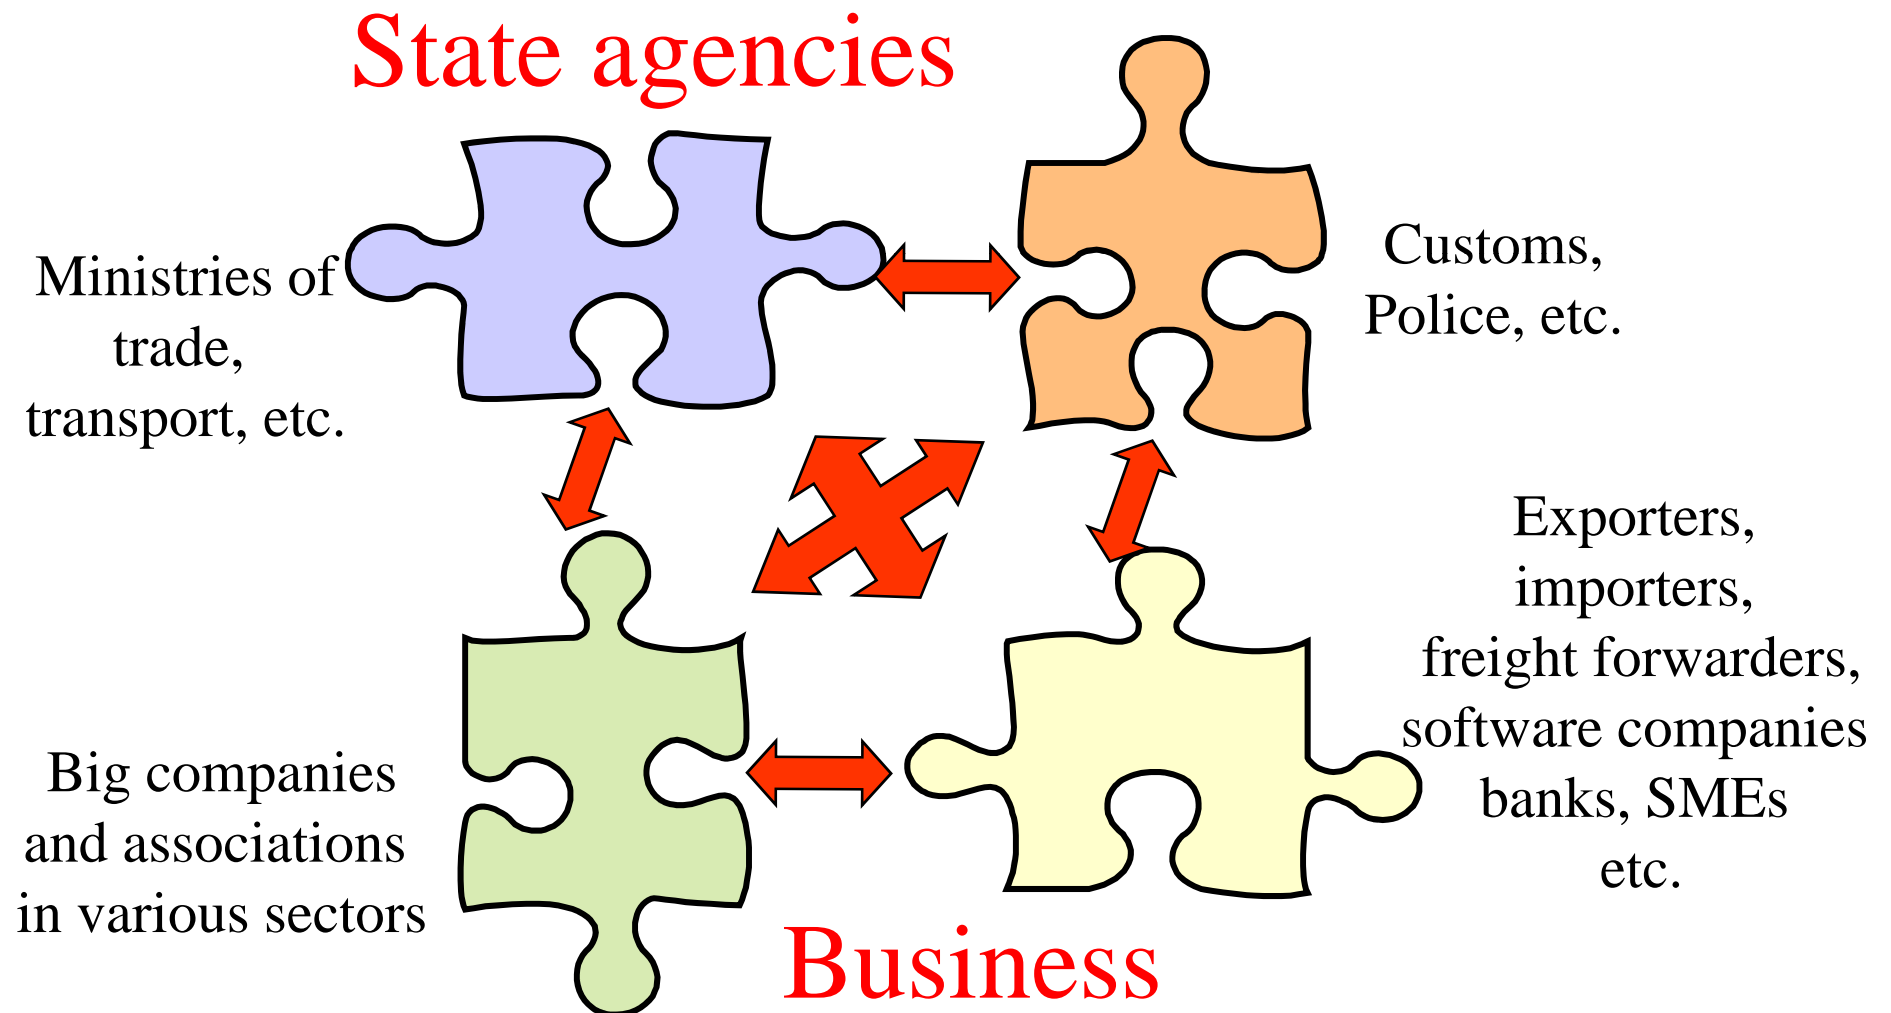 State agencies
Ministries of
trade,
transport, etc.
Customs,
Police, etc.
Exporters,
importers,
freight forwarders,
software companies
banks, SMEs
etc.
Big companies
and associations
in various sectors
Business